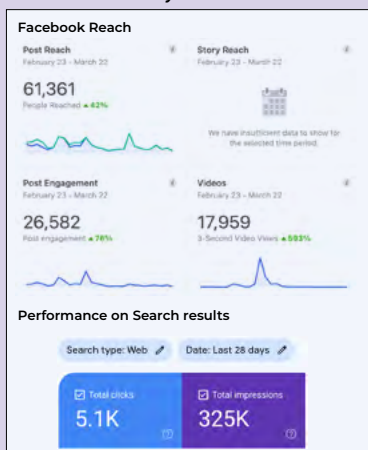 Facebook Reach
Post Reach
February 23 - March 22
61,361
People Reached ▲ 42%
Story Reach
February 23 - March 22
We have insufficient data to show for
the selected time period.
Post Engagement
February 23 - March 22
26,582
Post engagement ▲ 76%
Videos
February 23 - March 22
17,959
3-Second Video Views ▲ 593%
Performance on Search results
Search type: Web
Date: Last 28 days
Total clicks
5.1K
Total impressions
325K